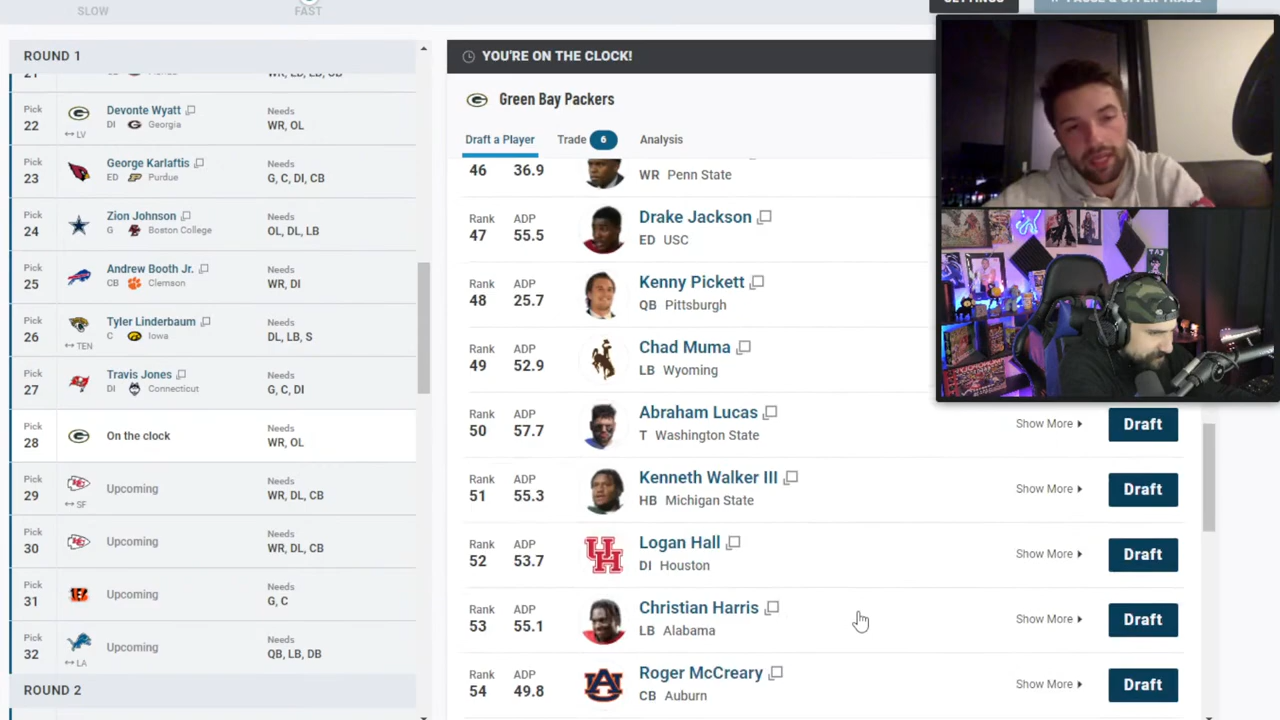 SLOW
FAST
ROUND 1
Pick
22
LV
Devonte Wyatt
DI Georgia
Needs
WR, OL
Pick
23
George Karlaftis
ED Purdue
Needs
G, C, DI, CB
Pick
24
Zion Johnson
G Boston College
Needs
OL, DL, LB
Pick
25
Andrew Booth Jr.
CB Clemson
Needs
WR, DI
Pick
26
TEN
Tyler Linderbaum
C Iowa
Needs
DL, LB, S
Pick
27
Travis Jones
DI Connecticut
Needs
G, C, DI
Pick
28
On the clock
Needs
WR, OL
Pick
29
SF
Upcoming
Needs
WR, DL, CB
Pick
30
Upcoming
Needs
WR, DL, CB
Pick
31
Upcoming
Needs
G, C
Pick
32
LA
Upcoming
Needs
QB, LB, DB
ROUND 2
YOU'RE ON THE CLOCK!
Green Bay Packers
Draft a Player
Trade 6
Analysis
46 36.9
WR Penn State
Rank ADP
47 55.5
Drake Jackson
ED USC
Rank ADP
48 25.7
Kenny Pickett
QB Pittsburgh
Rank ADP
49 52.9
Chad Muma
LB Wyoming
Rank ADP
50 57.7
Abraham Lucas
T Washington State
Show More
Draft
Rank ADP
51 55.3
Kenneth Walker III
HB Michigan State
Show More
Draft
Rank ADP
52 53.7
Logan Hall
DI Houston
Show More
Draft
Rank ADP
53 55.1
Christian Harris
LB Alabama
Show More
Draft
Rank ADP
54 49.8
Roger McCreary
CB Auburn
Show More
Draft